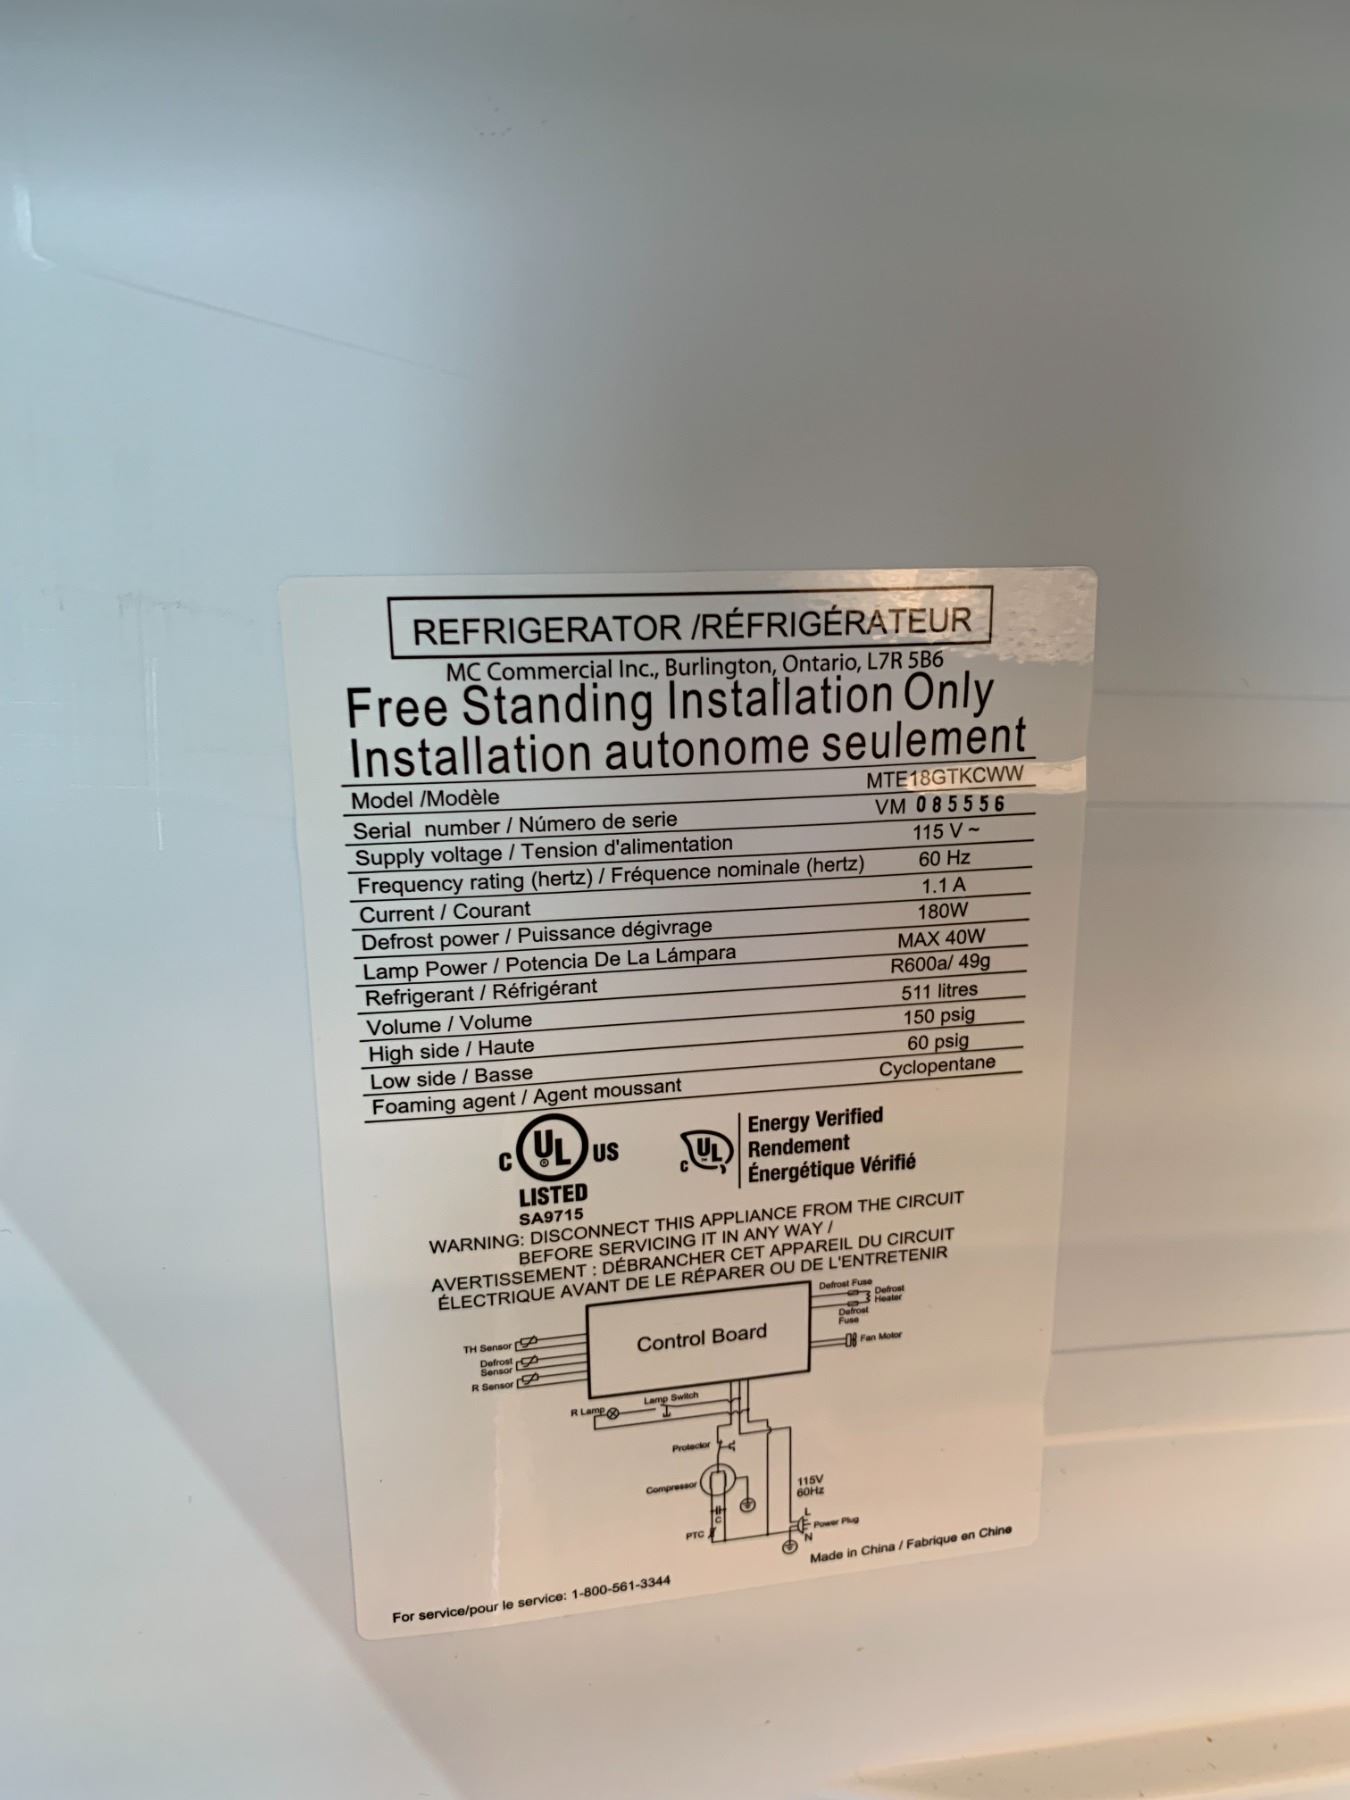 REFRIGERATOR /RÉFRIGÉRATEUR
MC Commercial Inc., Burlington, Ontario, L7R 5B6
Free Standing Installation Only
Installation autonome seulement
Model /Modèle MTE18GTKCWW
Serial number / Número de serie VM 085556
Supply voltage / Tension d'alimentation 115 V ~
Frequency rating (hertz) / Fréquence nominale (hertz) 60 Hz
Current / Courant 1.1 A
Defrost power / Puissance dégivrage 180W
Lamp Power / Potencia De La Lámpara MAX 40W
Refrigerant / Réfrigérant R600a/ 49g
Volume / Volume 511 litres
High side / Haute 150 psig
Low side / Basse 60 psig
Foaming agent / Agent moussant Cyclopentane
C UL ® US
LISTED
SA9715
C UL ™
Energy Verified
Rendement
Énergétique Vérifié
WARNING: DISCONNECT THIS APPLIANCE FROM THE CIRCUIT
BEFORE SERVICING IT IN ANY WAY /
AVERTISSEMENT : DÉBRANCHER CET APPAREIL DU CIRCUIT
ÉLECTRIQUE AVANT DE LE RÉPARER OU DE L'ENTRETENIR
Defrost Fuse
Defrost
Heater
Defrost
Fuse
Control Board
Fan Motor
TH Sensor
Defrost
Sensor
R Sensor
Lamp Switch
R Lamp
Protector
Compressor
115V
60Hz
C
PTC
L
Power Plug
N
Made in China / Fabrique en Chine
For service/pour le service: 1-800-561-3344